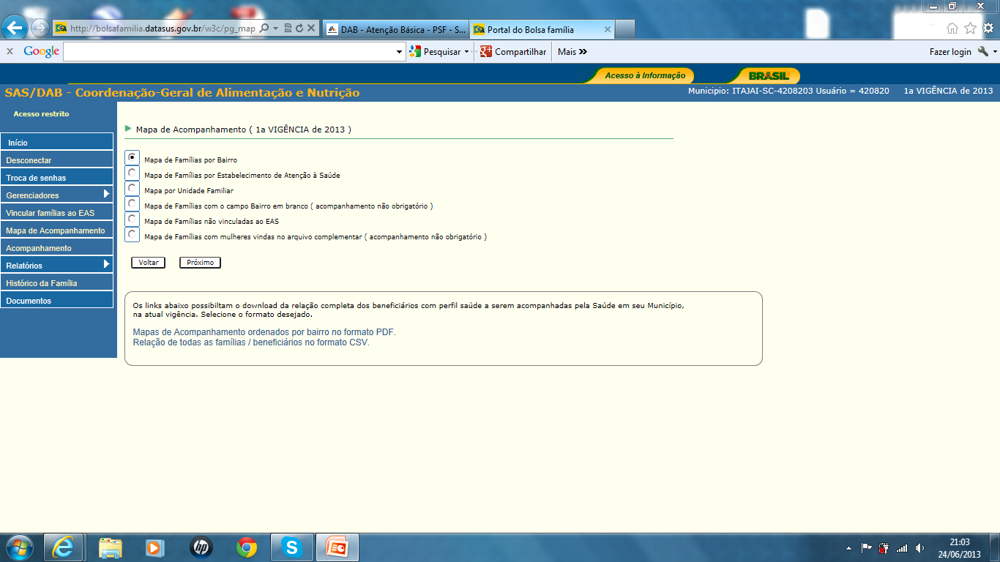 http://bolsafamilia.datasus.gov.br/w3c/pg_map
DAB - Atenção Básica - PSF - S...
Portal do Bolsa família
x Google
Pesquisar
Compartilhar
Mais »
Fazer login
Acesso à Informação
BRASIL
SAS/DAB - Coordenação-Geral de Alimentação e Nutrição
Municipio: ITAJAI-SC-4208203 Usuário = 420820 1a VIGÊNCIA de 2013
Acesso restrito
Início
Desconectar
Troca de senhas
Gerenciadores
Vincular famílias ao EAS
Mapa de Acompanhamento
Acompanhamento
Relatórios
Histórico da Família
Documentos
Mapa de Acompanhamento ( 1a VIGÊNCIA de 2013 )
Mapa de Famílias por Bairro
Mapa de Famílias por Estabelecimento de Atenção à Saúde
Mapa por Unidade Familiar
Mapa de Famílias com o campo Bairro em branco ( acompanhamento não obrigatório )
Mapa de Famílias não vinculadas ao EAS
Mapa de Famílias com mulheres vindas no arquivo complementar ( acompanhamento não obrigatório )
Voltar
Próximo
Os links abaixo possibiltam o download da relação completa dos beneficiários com perfil saúde a serem acompanhadas pela Saúde em seu Município,
na atual vigência. Selecione o formato desejado.
Mapas de Acompanhamento ordenados por bairro no formato PDF.
Relação de todas as famílias / beneficiários no formato CSV.
hp
21:03
24/06/2013